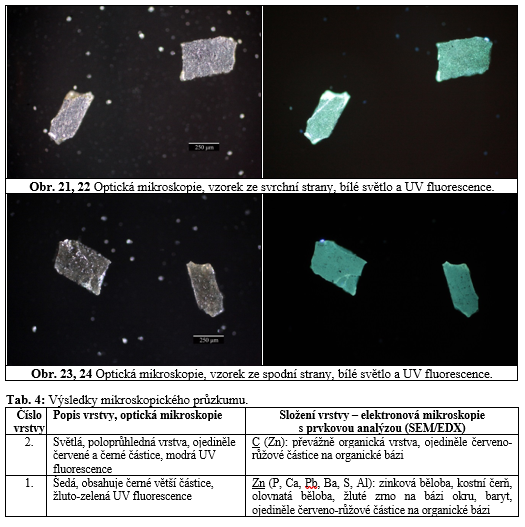 250 μm
Obr. 21, 22 Optická mikroskopie, vzorek ze svrchní strany, bílé světlo a UV fluorescence.
250 μm
Obr. 23, 24 Optická mikroskopie, vzorek ze spodní strany, bílé světlo a UV fluorescence.
Tab. 4: Výsledky mikroskopického průzkumu.
Číslo vrstvy
Popis vrstvy, optická mikroskopie
Složení vrstvy – elektronová mikroskopie
s prvkovou analýzou (SEM/EDX)
2.
Světlá, poloprůhledná vrstva, ojediněle
červené a černé částice, modrá UV
fluorescence
C (Zn): převážně organická vrstva, ojediněle červeno-
růžové částice na organické bázi
1.
Šedá, obsahuje černé větší částice,
žluto-zelená UV fluorescence
Zn (P, Ca, Pb, Ba, S, Al): zinková běloba, kostní čerň,
olovnatá běloba, žluté zrno na bázi okru, baryt,
ojediněle červeno-růžové částice na organické bázi